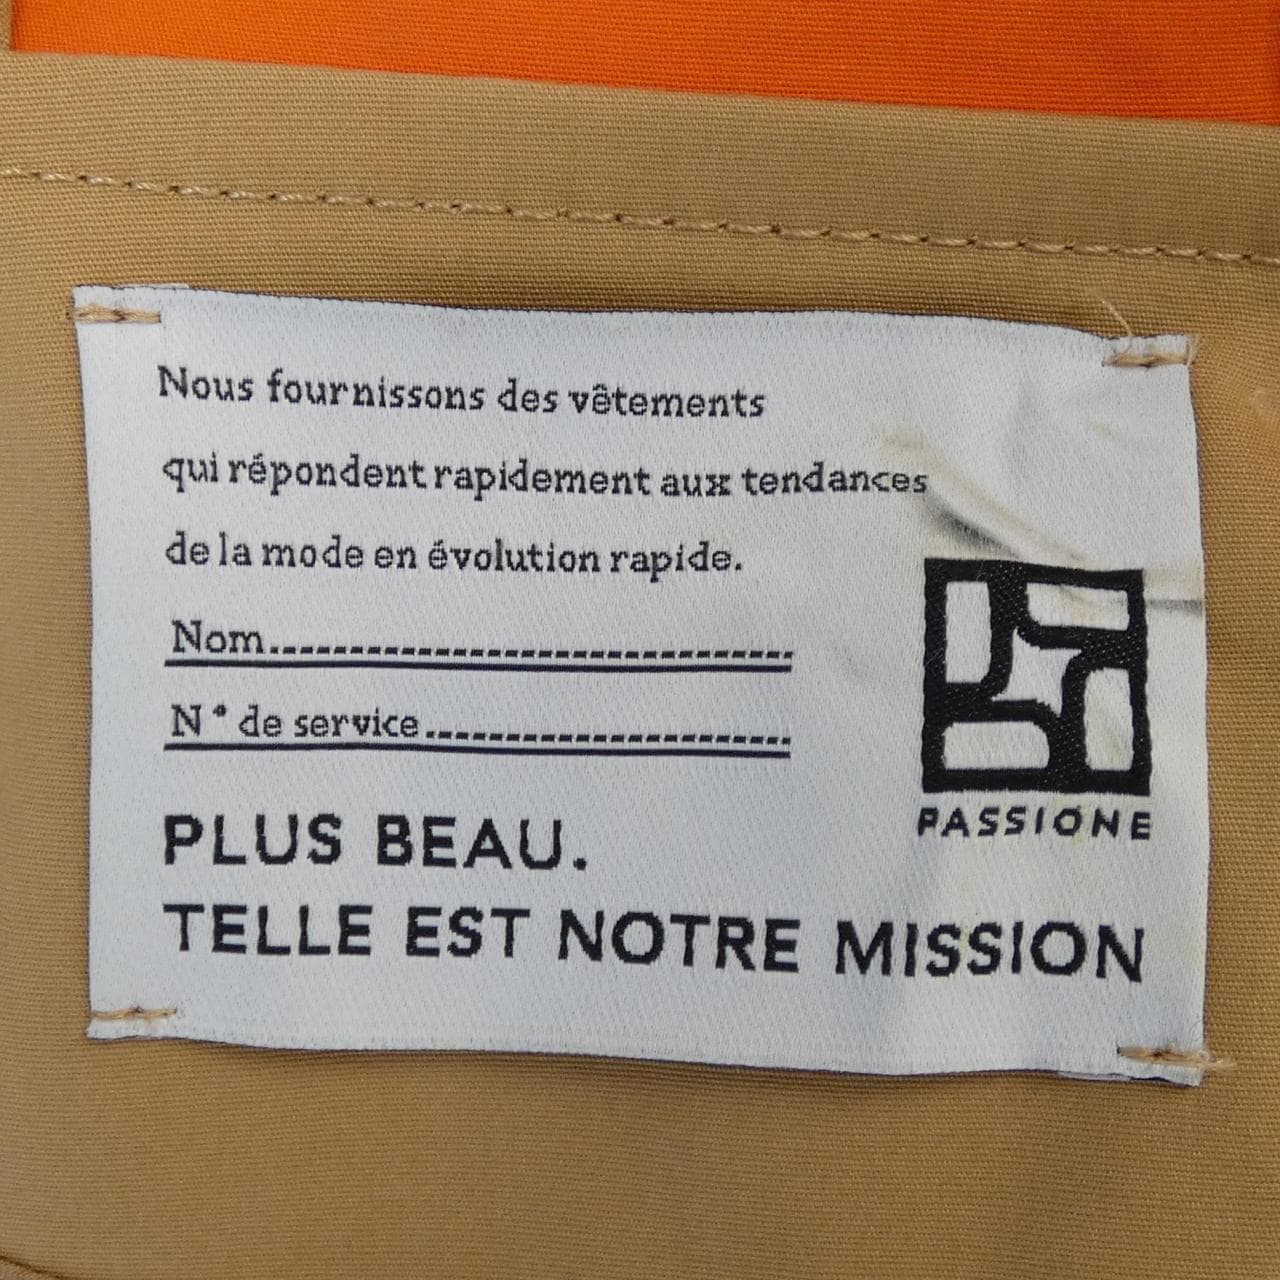 Nous fournissons des vêtements
qui répondent rapidement aux tendances
de la mode en évolution rapide.
Nom........................................
N° de service............................
PASSIONE
PLUS BEAU.
TELLE EST NOTRE MISSION